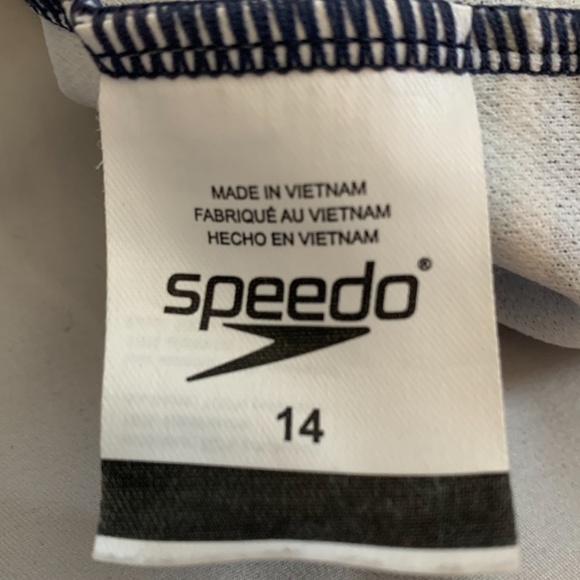 MADE IN VIETNAM
FABRIQUÉ AU VIETNAM
HECHO EN VIETNAM
speedo®
14